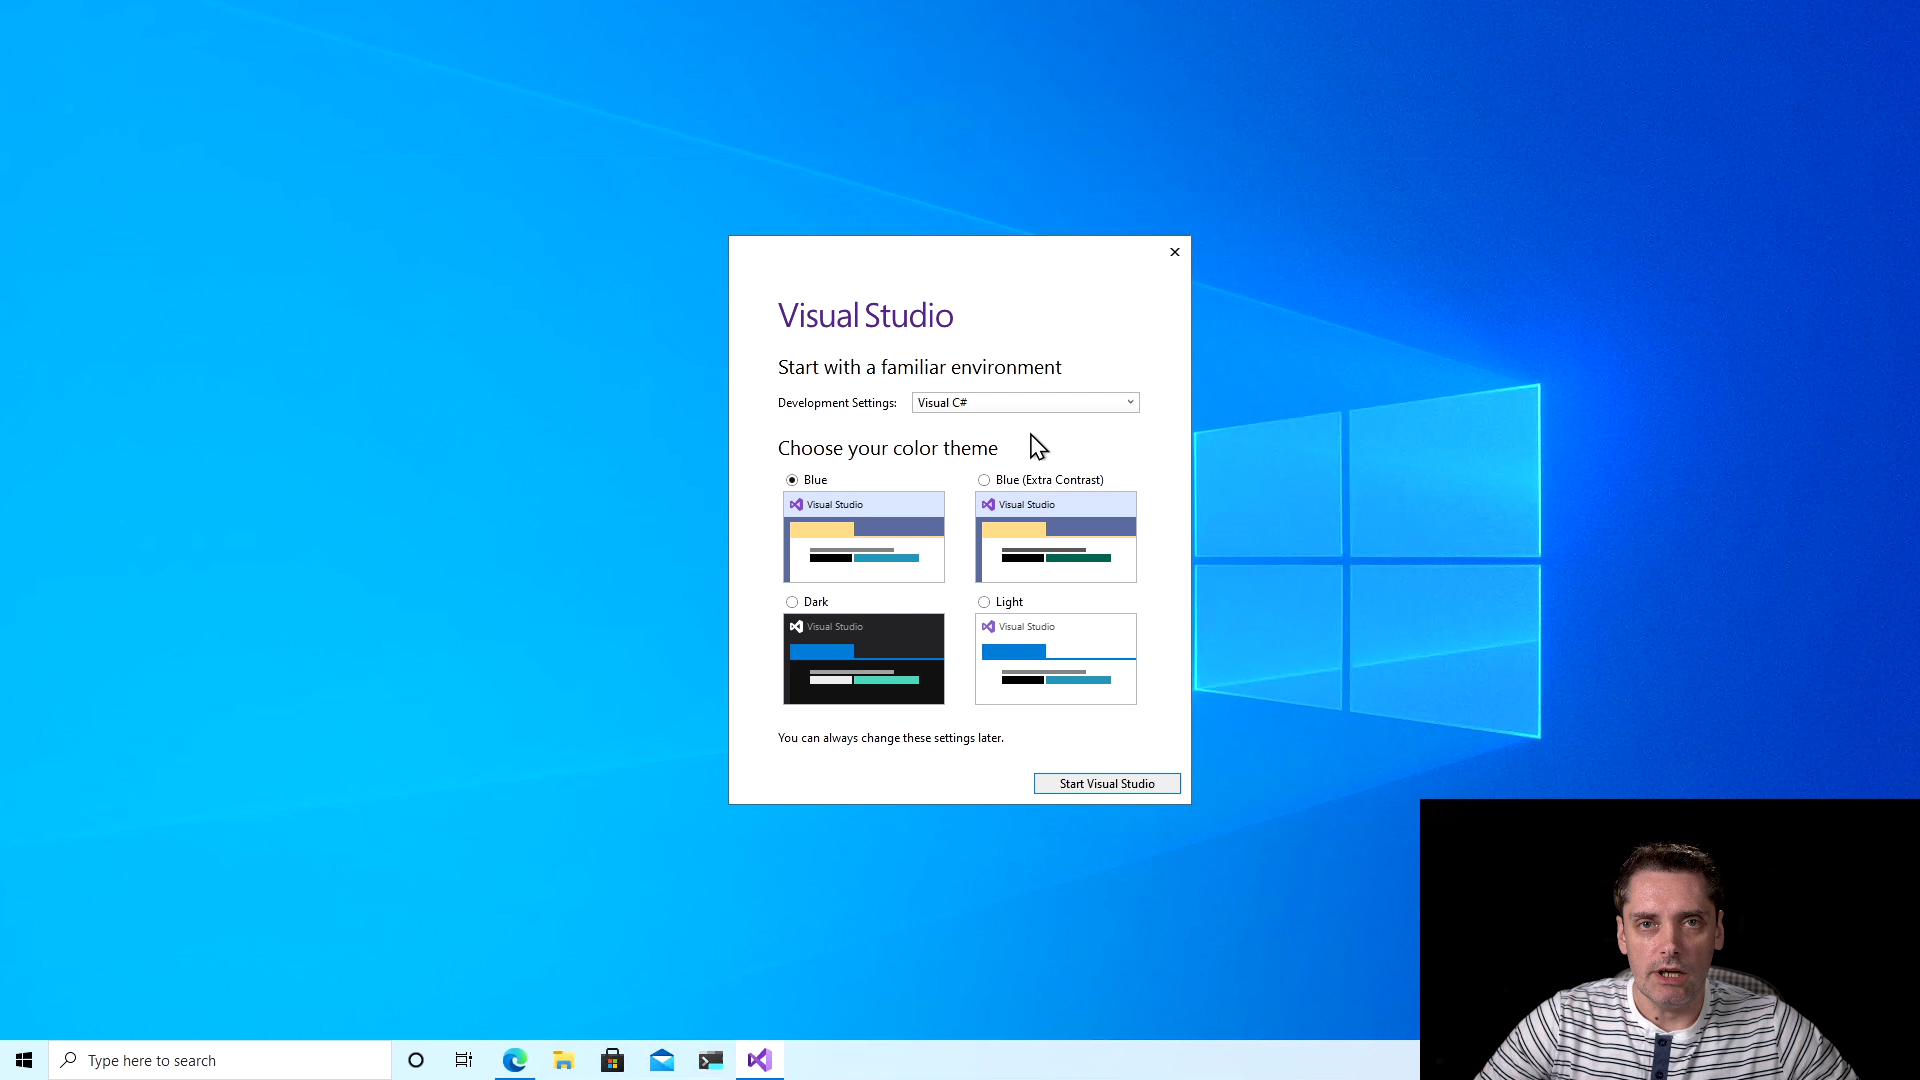 Visual Studio
Start with a familiar environment
Development Settings: Visual C#
Choose your color theme
Blue
Blue (Extra Contrast)
Visual Studio
Visual Studio
Dark
Light
Visual Studio
Visual Studio
You can always change these settings later.
Start Visual Studio
Type here to search